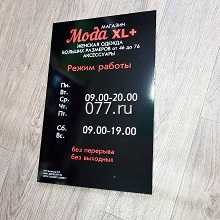 МАГАЗИН
Мода XL+
ЖЕНСКАЯ ОДЕЖДА
БОЛЬШИХ РАЗМЕРОВ от 46 до 76
АКСЕССУАРЫ
Режим работы
Пн.
Вт.
Ср. 09.00-20.00
Чт.
Пт.
077.ru
Сб. 09.00-19.00
Вс.
без перерыва
без выходных